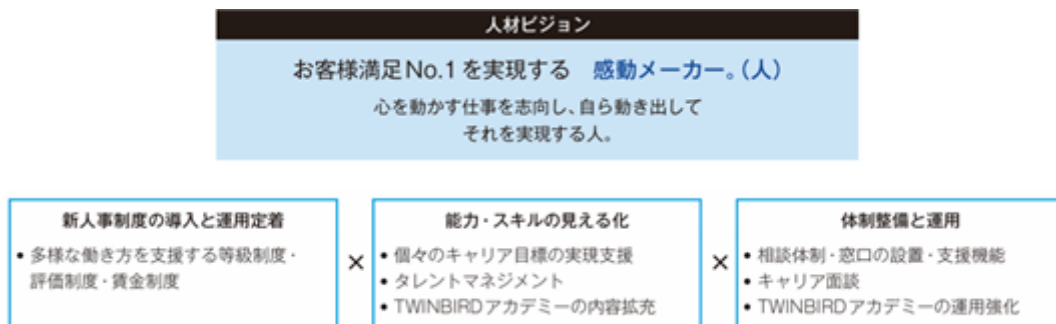 人材ビジョン
お客様満足No.1を実現する　感動メーカー。(人)
心を動かす仕事を志向し、自ら動き出して
それを実現する人。
新人事制度の導入と運用定着
• 多様な働き方を支援する等級制度・
評価制度・賃金制度
×
能力・スキルの見える化
• 個々のキャリア目標の実現支援
• タレントマネジメント
• TWINBIRDアカデミーの内容拡充
×
体制整備と運用
• 相談体制・窓口の設置・支援機能
• キャリア面談
• TWINBIRDアカデミーの運用強化